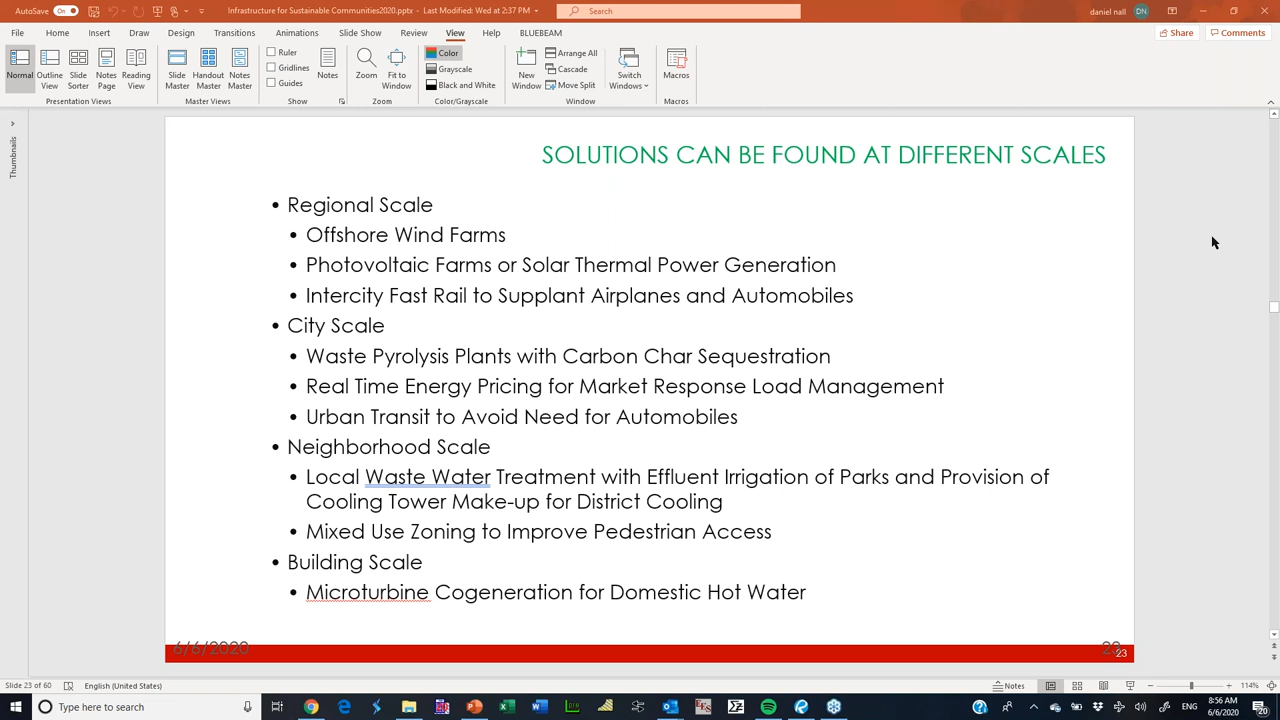 AutoSave On
Infrastructure for Sustainable Communities2020.pptx - Last Modified: Wed at 2:37 PM
Search
daniel nall DN
File Home Insert Draw Design Transitions Animations Slide Show Review View Help BLUEBEAM
Share Comments
Normal Outline View Slide Sorter Notes Page Reading View
Presentation Views
Slide Master Handout Master Notes Master
Master Views
Ruler
Gridlines
Guides
Notes
Show
Zoom Fit to Window
Zoom
Color
Grayscale
Black and White
Color/Grayscale
New Window
Arrange All
Cascade
Move Split
Switch Windows
Window
Macros
Macros
Thumbnails
SOLUTIONS CAN BE FOUND AT DIFFERENT SCALES
• Regional Scale
• Offshore Wind Farms
• Photovoltaic Farms or Solar Thermal Power Generation
• Intercity Fast Rail to Supplant Airplanes and Automobiles
• City Scale
• Waste Pyrolysis Plants with Carbon Char Sequestration
• Real Time Energy Pricing for Market Response Load Management
• Urban Transit to Avoid Need for Automobiles
• Neighborhood Scale
• Local Waste Water Treatment with Effluent Irrigation of Parks and Provision of
Cooling Tower Make-up for District Cooling
• Mixed Use Zoning to Improve Pedestrian Access
• Building Scale
• Microturbine Cogeneration for Domestic Hot Water
6/6/2020
23
23
Slide 23 of 60 English (United States)
Notes
114%
Type here to search
ENG
8:56 AM
6/6/2020